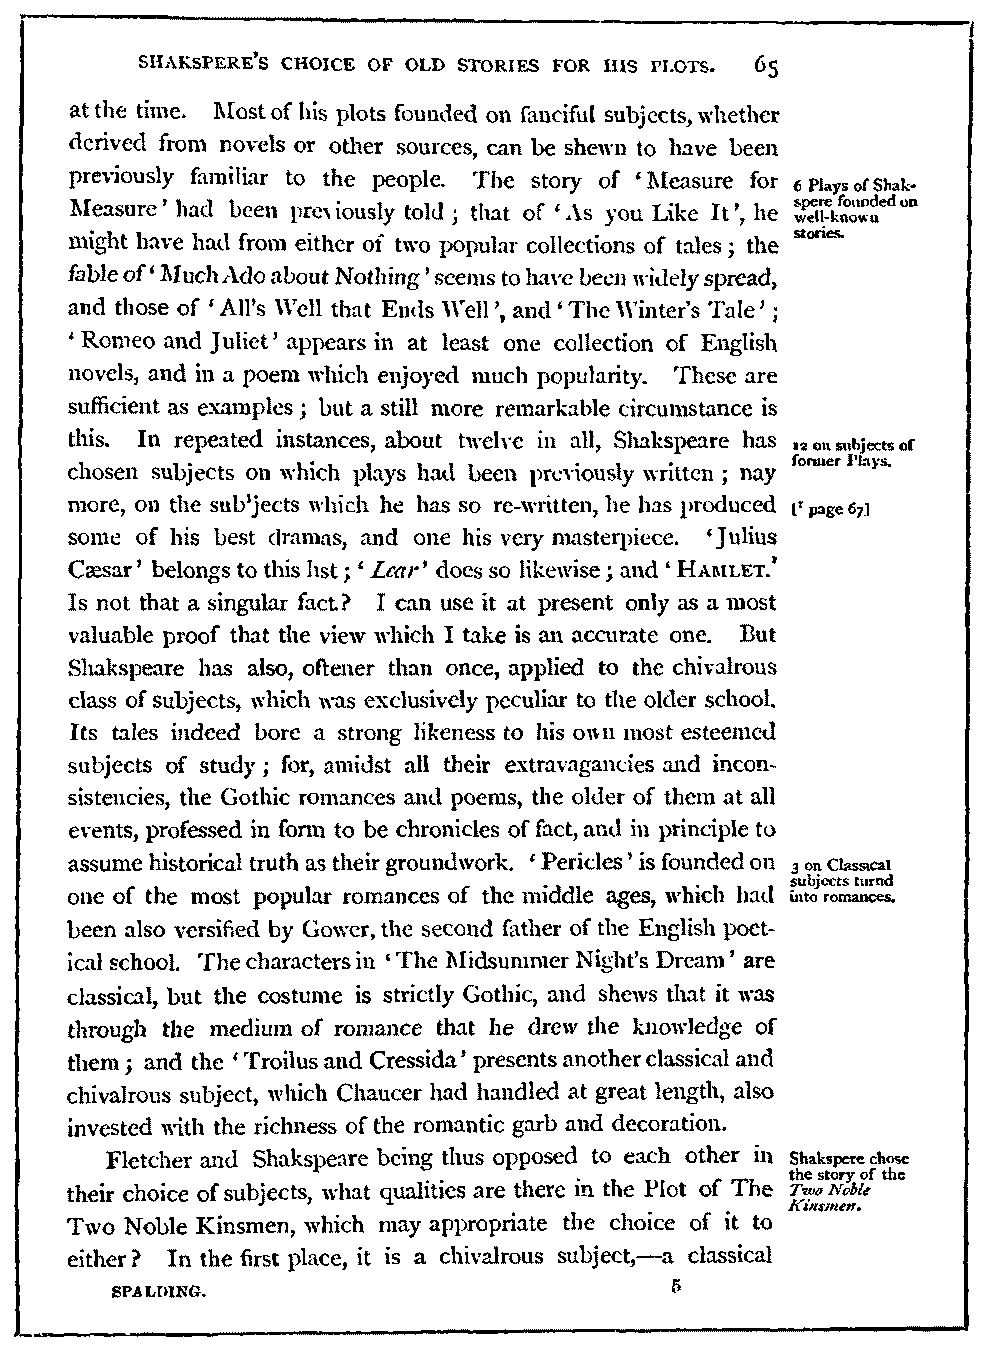 SHAKSPERE'S CHOICE OF OLD STORIES FOR HIS PLOTS. 65
at the time. Most of his plots founded on fanciful subjects, whether
derived from novels or other sources, can be shewn to have been
previously familiar to the people. The story of ‘Measure for
Measure’ had been previously told; that of ‘As you Like It’, he
might have had from either of two popular collections of tales; the
fable of ‘Much Ado about Nothing’ seems to have been widely spread,
and those of ‘All's Well that Ends Well’, and ‘The Winter's Tale’;
‘Romeo and Juliet’ appears in at least one collection of English
novels, and in a poem which enjoyed much popularity. These are
sufficient as examples; but a still more remarkable circumstance is
this. In repeated instances, about twelve in all, Shakspeare has
chosen subjects on which plays had been previously written; nay
more, on the sub¹jects which he has so re-written, he has produced
some of his best dramas, and one his very masterpiece. ‘Julius
Cæsar’ belongs to this list; ‘Lear’ does so likewise; and ‘HAMLET.’
Is not that a singular fact? I can use it at present only as a most
valuable proof that the view which I take is an accurate one. But
Shakspeare has also, oftener than once, applied to the chivalrous
class of subjects, which was exclusively peculiar to the older school.
Its tales indeed bore a strong likeness to his own most esteemed
subjects of study; for, amidst all their extravagancies and incon-
sistencies, the Gothic romances and poems, the older of them at all
events, professed in form to be chronicles of fact, and in principle to
assume historical truth as their groundwork. ‘Pericles’ is founded on
one of the most popular romances of the middle ages, which had
been also versified by Gower, the second father of the English poet-
ical school. The characters in ‘The Midsummer Night's Dream’ are
classical, but the costume is strictly Gothic, and shews that it was
through the medium of romance that he drew the knowledge of
them; and the ‘Troilus and Cressida’ presents another classical and
chivalrous subject, which Chaucer had handled at great length, also
invested with the richness of the romantic garb and decoration.
Fletcher and Shakspeare being thus opposed to each other in
their choice of subjects, what qualities are there in the Plot of The
Two Noble Kinsmen, which may appropriate the choice of it to
either? In the first place, it is a chivalrous subject,—a classical
SPALDING. 5
6 Plays of Shak-
spere founded on
well-known
stories.
12 on subjects of
former Plays.
[¹ page 67]
3 on Classical
subjects turnd
into romances.
Shakspere chose
the story of the
Two Noble
Kinsmen.